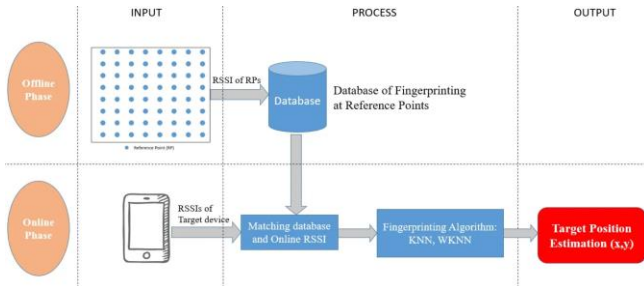 INPUT
PROCESS
OUTPUT
Offline
Phase
RSSI of RPs
Database
Database of Fingerprinting
at Reference Points
Reference Point (RP)
Online
Phase
RSSIs of
Target device
Matching database
and Online RSSI
Fingerprinting Algorithm:
KNN, WKNN
Target Position
Estimation (x,y)